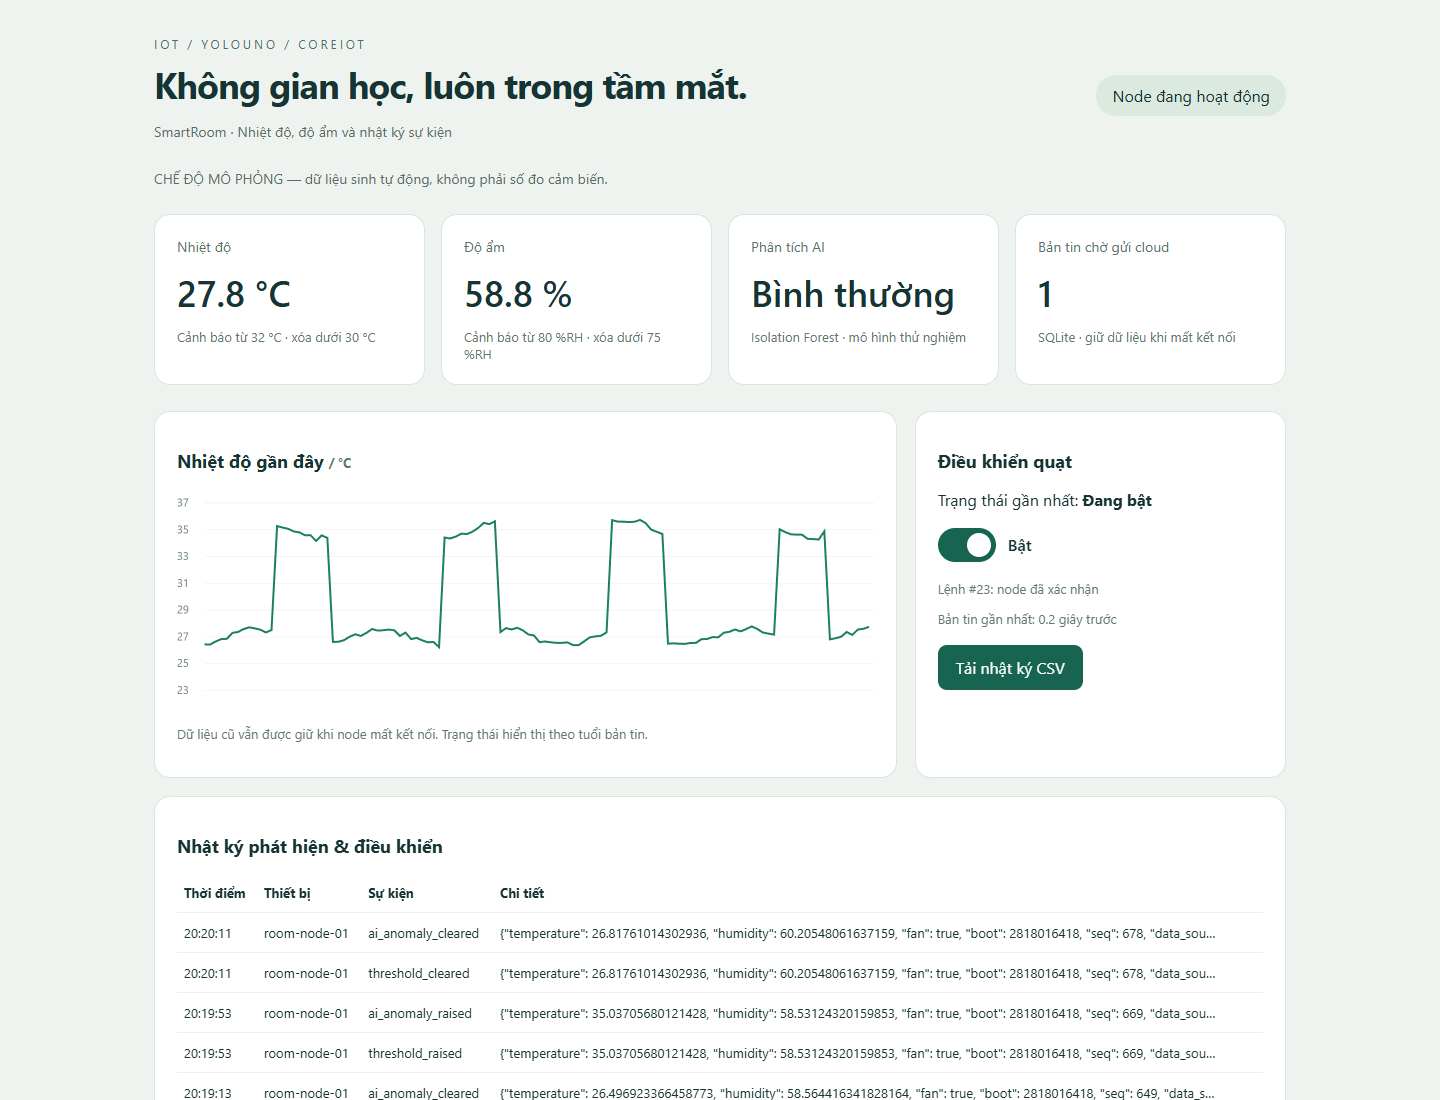 IOT / YOLOUNO / COREIOT
Không gian học, luôn trong tầm mắt.
Node đang hoạt động
SmartRoom · Nhiệt độ, độ ẩm và nhật ký sự kiện
CHẾ ĐỘ MÔ PHỎNG — dữ liệu sinh tự động, không phải số đo cảm biến.
Nhiệt độ
27.8 °C
Cảnh báo từ 32 °C · xóa dưới 30 °C
Độ ẩm
58.8 %
Cảnh báo từ 80 %RH · xóa dưới 75
%RH
Phân tích AI
Bình thường
Isolation Forest · mô hình thử nghiệm
Bản tin chờ gửi cloud
1
SQLite · giữ dữ liệu khi mất kết nối
Nhiệt độ gần đây / °C
37
35
33
31
29
27
25
23
Dữ liệu cũ vẫn được giữ khi node mất kết nối. Trạng thái hiển thị theo tuổi bản tin.
Điều khiển quạt
Trạng thái gần nhất: Đang bật
Bật
Lệnh #23: node đã xác nhận
Bản tin gần nhất: 0.2 giây trước
Tải nhật ký CSV
Nhật ký phát hiện & điều khiển
Thời điểm Thiết bị Sự kiện Chi tiết
20:20:11 room-node-01 ai_anomaly_cleared {"temperature": 26.81761014302936, "humidity": 60.20548061637159, "fan": true, "boot": 2818016418, "seq": 678, "data_sou...
20:20:11 room-node-01 threshold_cleared {"temperature": 26.81761014302936, "humidity": 60.20548061637159, "fan": true, "boot": 2818016418, "seq": 678, "data_sou...
20:19:53 room-node-01 ai_anomaly_raised {"temperature": 35.03705680121428, "humidity": 58.53124320159853, "fan": true, "boot": 2818016418, "seq": 669, "data_sou...
20:19:53 room-node-01 threshold_raised {"temperature": 35.03705680121428, "humidity": 58.53124320159853, "fan": true, "boot": 2818016418, "seq": 669, "data_sou...
20:19:13 room-node-01 ai_anomaly_cleared {"temperature": 26.496923366458773, "humidity": 58.564416341828164, "fan": true, "boot": 2818016418, "seq": 649, "data_s...